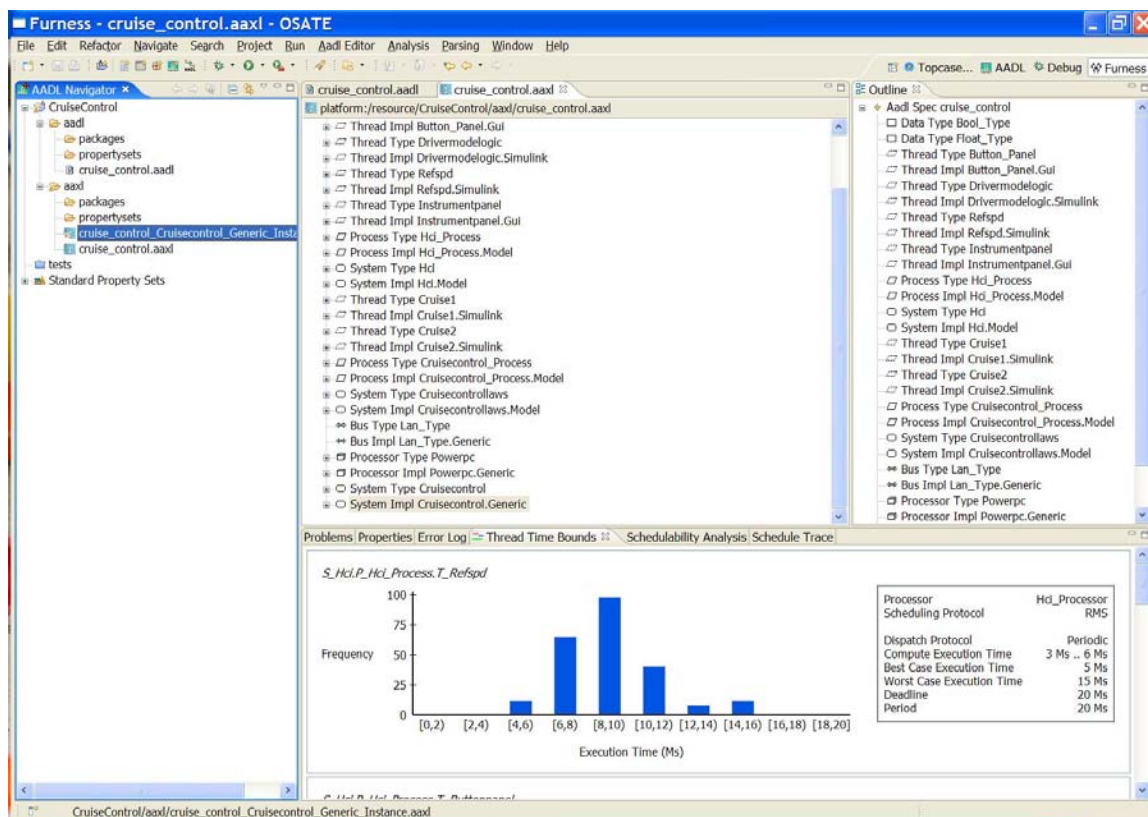 Furness - cruise_control.aaxl - OSATE
File Edit Refactor Navigate Search Project Run Aadl Editor Analysis Parsing Window Help
Topcase... AADL Debug Furness
AADL Navigator
CruiseControl
aadl
packages
propertysets
cruise_control.aadl
aaxl
packages
propertysets
cruise_control_Cruisecontrol_Generic_Insta
cruise_control.aaxl
tests
Standard Property Sets
cruise_control.aadl cruise_control.aaxl
platform:/resource/CruiseControl/aaxl/cruise_control.aaxl
Thread Impl Button_Panel.Gui
Thread Type Drivermodelogic
Thread Impl Drivermodelogic.Simulink
Thread Type Refspd
Thread Impl Refspd.Simulink
Thread Type Instrumentpanel
Thread Impl Instrumentpanel.Gui
Process Type Hci_Process
Process Impl Hci_Process.Model
System Type Hci
System Impl Hci.Model
Thread Type Cruise1
Thread Impl Cruise1.Simulink
Thread Type Cruise2
Thread Impl Cruise2.Simulink
Process Type Cruisecontrol_Process
Process Impl Cruisecontrol_Process.Model
System Type Cruisecontrollaws
System Impl Cruisecontrollaws.Model
Bus Type Lan_Type
Bus Impl Lan_Type.Generic
Processor Type Powerpc
Processor Impl Powerpc.Generic
System Type Cruisecontrol
System Impl Cruisecontrol.Generic
Outline
Aadl Spec cruise_control
Data Type Bool_Type
Data Type Float_Type
Thread Type Button_Panel
Thread Impl Button_Panel.Gui
Thread Type Drivermodelogic
Thread Impl Drivermodelogic.Simulink
Thread Type Refspd
Thread Impl Refspd.Simulink
Thread Type Instrumentpanel
Thread Impl Instrumentpanel.Gui
Process Type Hci_Process
Process Impl Hci_Process.Model
System Type Hci
System Impl Hci.Model
Thread Type Cruise1
Thread Impl Cruise1.Simulink
Thread Type Cruise2
Thread Impl Cruise2.Simulink
Process Type Cruisecontrol_Process
Process Impl Cruisecontrol_Process.Model
System Type Cruisecontrollaws
System Impl Cruisecontrollaws.Model
Bus Type Lan_Type
Bus Impl Lan_Type.Generic
Processor Type Powerpc
Processor Impl Powerpc.Generic
Problems Properties Error Log Thread Time Bounds Schedulability Analysis Schedule Trace
S_Hci.P_Hci_Process.T_Refspd
100
75
Frequency 50
25
0
[0,2) [2,4) [4,6) [6,8) [8,10) [10,12) [12,14) [14,16) [16,18) [18,20]
Execution Time (Ms)
Processor Hci_Processor
Scheduling Protocol RMS
Dispatch Protocol Periodic
Compute Execution Time 3 Ms .. 6 Ms
Best Case Execution Time 5 Ms
Worst Case Execution Time 15 Ms
Deadline 20 Ms
Period 20 Ms
CruiseControl/aaxl/cruise_control_Cruisecontrol_Generic_Instance.aaxl